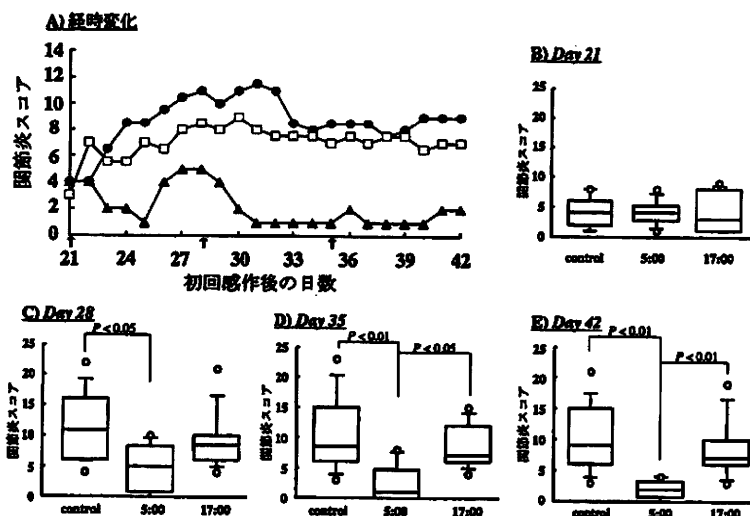 A) 経時変化
関節炎スコア
14
12
10
8
6
4
2
0
21 24 27 28 33 36 39 42
初回感作後の日数
B) Day 21
関節炎スコア
25
20
15
10
5
0
control 5:00 17:00
C) Day 28
P < 0.05
関節炎スコア
25
20
15
10
5
0
control 5:00 17:00
D) Day 35
P < 0.01
P < 0.05
関節炎スコア
25
20
15
10
5
0
control 5:00 17:00
E) Day 42
P < 0.01
P < 0.01
関節炎スコア
25
20
15
10
5
0
control 5:00 17:00